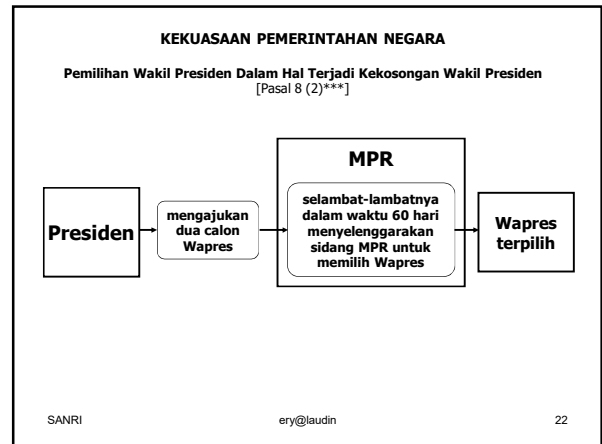 KEKUASAAN PEMERINTAHAN NEGARA
Pemilihan Wakil Presiden Dalam Hal Terjadi Kekosongan Wakil Presiden
[Pasal 8 (2)***]
Presiden
mengajukan
dua calon
Wapres
MPR
selambat-lambatnya
dalam waktu 60 hari
menyelenggarakan
sidang MPR untuk
memilih Wapres
Wapres
terpilih
SANRI
ery@laudin
22